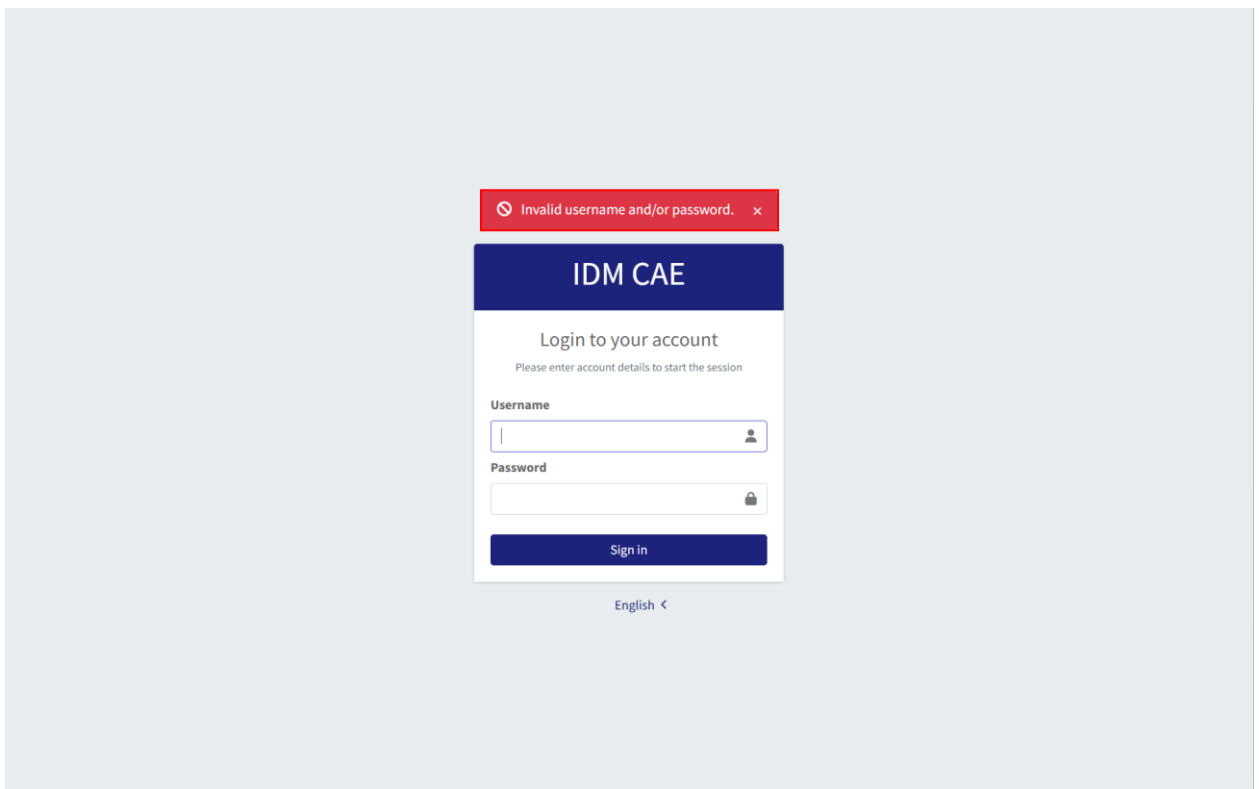 Invalid username and/or password. ×
IDM CAE
Login to your account
Please enter account details to start the session
Username
Password
Sign in
English